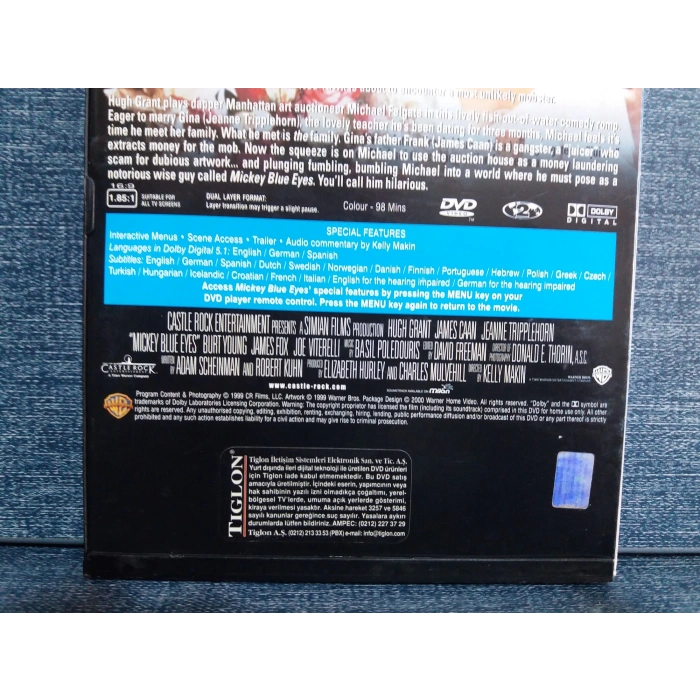 about to encounter a most unlikely mobster.
Hugh Grant plays dapper Manhattan art auctioneer Michael Felgate in this lively fish-out-of-water comedy romp.
Eager to marry Gina (Jeanne Tripplehorn), the lovely teacher he's been dating for three months, Michael feels it's
time he meet her family. What he met is the family. Gina's father Frank (James Caan) is a gangster, a "juicer" who
extracts money for the mob. Now the squeeze is on Michael to use the auction house as a money laundering
scam for dubious artwork... and plunging fumbling, bumbling Michael into a world where he must pose as a
notorious wise guy called Mickey Blue Eyes. You'll call him hilarious.
16:9
1.85:1
SUITABLE FOR
ALL TV SCREENS
DUAL LAYER FORMAT:
Layer transition may trigger a slight pause.
Colour - 98 Mins
DVD
VIDEO
TM
2
DOLBY
DIGITAL
SPECIAL FEATURES
Interactive Menus • Scene Access • Trailer • Audio commentary by Kelly Makin
Languages in Dolby Digital 5.1: English / German / Spanish
Subtitles: English / German / Spanish / Dutch / Swedish / Norwegian / Danish / Finnish / Portuguese / Hebrew / Polish / Greek / Czech /
Turkish / Hungarian / Icelandic / Croatian / French / Italian / English for the hearing impaired / German for the hearing impaired
Access Mickey Blue Eyes' special features by pressing the MENU key on your
DVD player remote control. Press the MENU key again to return to the movie.
CASTLE ROCK ENTERTAINMENT PRESENTS A SIMIAN FILMS PRODUCTION HUGH GRANT JAMES CAAN JEANNE TRIPPLEHORN
"MICKEY BLUE EYES" BURT YOUNG JAMES FOX JOE VITERELLI MUSIC BY BASIL POLEDOURIS EDITED BY DAVID FREEMAN DIRECTOR OF PHOTOGRAPHY DONALD E. THORIN, A.S.C.
WRITTEN BY ADAM SCHEINMAN AND ROBERT KUHN PRODUCED BY ELIZABETH HURLEY AND CHARLES MULVEHILL DIRECTED BY KELLY MAKIN
CASTLE ROCK
www.castle-rock.com
SOUNDTRACK AVAILABLE ON milan
Program Content & Photography © 1999 CR Films, LLC. Artwork © 1999 Warner Bros. Package Design © 2000 Warner Home Video. All rights reserved. "Dolby" and the DD symbol are
trademarks of Dolby Laboratories Licensing Corporation. Warning: The copyright proprietor has licensed the film (including its soundtrack) comprised in this DVD for home use only. All other
rights are reserved. Any unauthorised copying, editing, exhibition, renting, exchanging, hiring, lending, public performance diffusion and/or broadcast of this DVD or any part thereof is strictly
prohibited and any such action establishes liability for a civil action and may give rise to criminal prosecution.
TIGLON
Tiglon İletişim Sistemleri Elektronik San. ve Tic. A.Ş.
Yurt dışında ileri dijital teknoloji ile üretilen DVD ürünleri
için Tiglon iade kabul etmemektedir. Bu DVD satış
amacıyla üretilmiştir. İçindeki eserin, yapımcının veya
hak sahibinin yazılı izni olmadıkça çoğaltımı, yerel-
bölgesel TV'lerde, umuma açık yerlerde gösterimi,
kiraya verilmesi yasaktır. Aksine hareket 3257 ve 5846
sayılı kanunlar gereğince suç sayılır. Yasalara aykırı
durumlarda lütfen bildiriniz. AMPEC: (0212) 227 37 29
Tiglon A.Ş. (0212) 213 33 53 (PBX) e-mail: info@tiglon.com